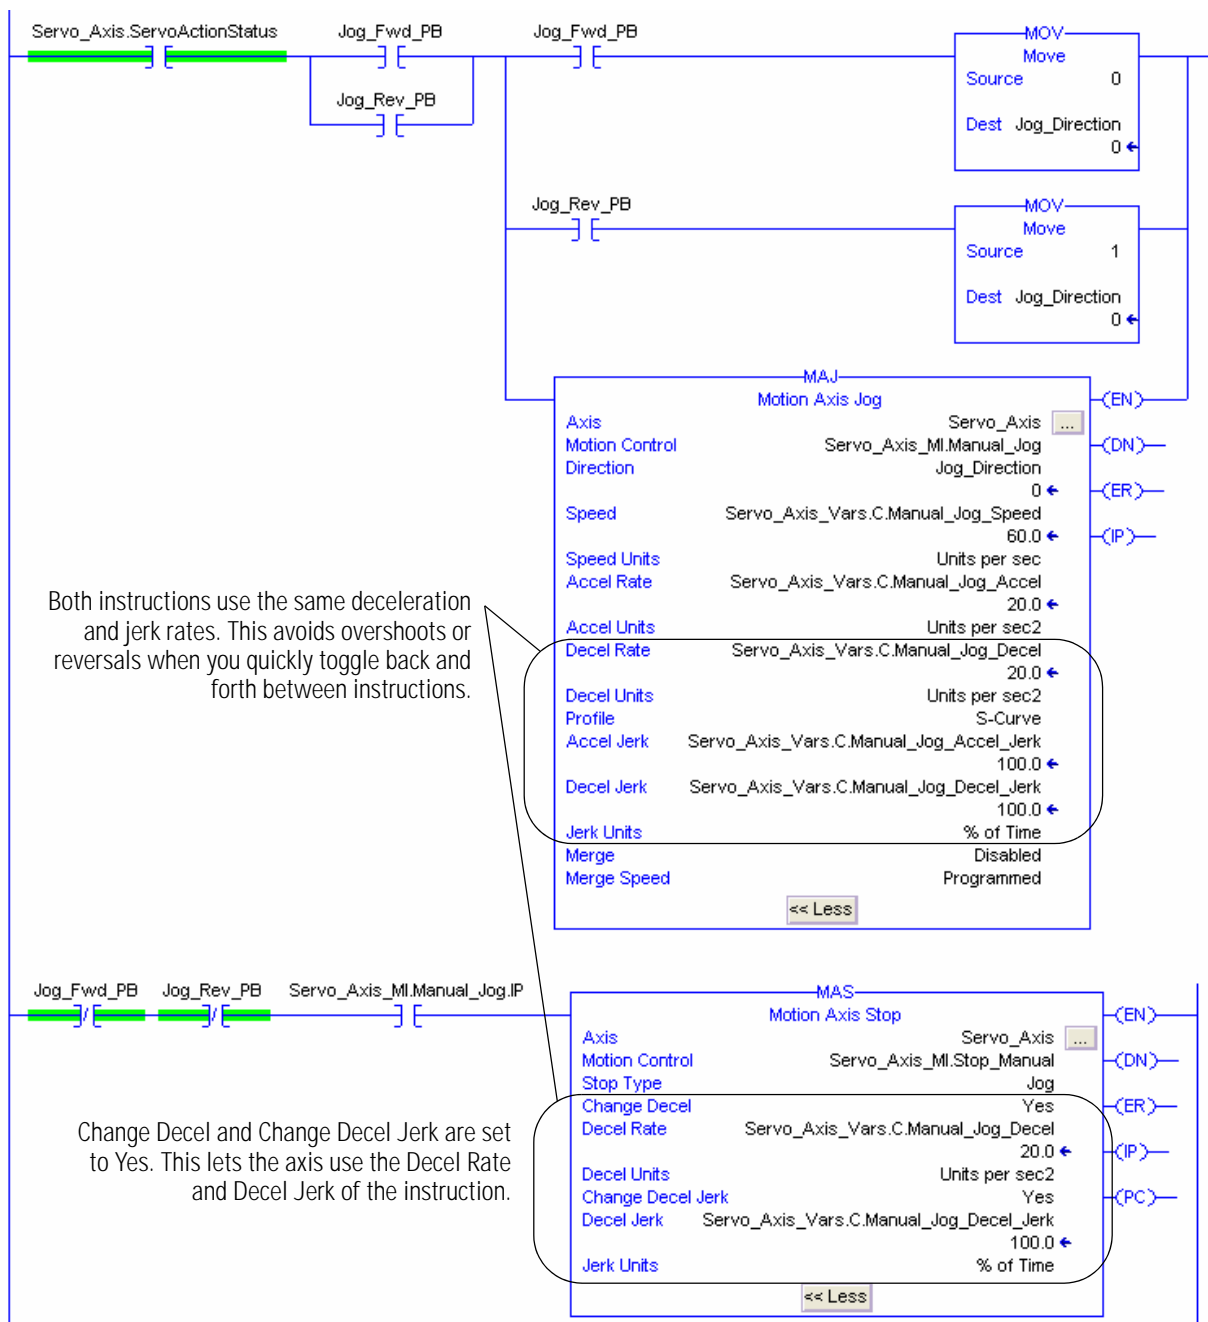 Servo_Axis.ServoActionStatus
Jog_Fwd_PB
Jog_Fwd_PB
MOV
Move
Source 0
Dest Jog_Direction
0
Jog_Rev_PB
Jog_Rev_PB
MOV
Move
Source 1
Dest Jog_Direction
0
MAJ
Motion Axis Jog
Axis Servo_Axis ...
Motion Control Servo_Axis_MI.Manual_Jog
Direction Jog_Direction
0
Speed Servo_Axis_Vars.C.Manual_Jog_Speed
60.0
Speed Units Units per sec
Accel Rate Servo_Axis_Vars.C.Manual_Jog_Accel
20.0
Accel Units Units per sec2
Decel Rate Servo_Axis_Vars.C.Manual_Jog_Decel
20.0
Decel Units Units per sec2
Profile S-Curve
Accel Jerk Servo_Axis_Vars.C.Manual_Jog_Accel_Jerk
100.0
Decel Jerk Servo_Axis_Vars.C.Manual_Jog_Decel_Jerk
100.0
Jerk Units % of Time
Merge Disabled
Merge Speed Programmed
<< Less
(EN)
(DN)
(ER)
(IP)
Both instructions use the same deceleration
and jerk rates. This avoids overshoots or
reversals when you quickly toggle back and
forth between instructions.
Jog_Fwd_PB
Jog_Rev_PB
Servo_Axis_MI.Manual_Jog.IP
MAS
Motion Axis Stop
Axis Servo_Axis ...
Motion Control Servo_Axis_MI.Stop_Manual
Stop Type Jog
Change Decel Yes
Decel Rate Servo_Axis_Vars.C.Manual_Jog_Decel
20.0
Decel Units Units per sec2
Change Decel Jerk Yes
Decel Jerk Servo_Axis_Vars.C.Manual_Jog_Decel_Jerk
100.0
Jerk Units % of Time
<< Less
(EN)
(DN)
(ER)
(IP)
(PC)
Change Decel and Change Decel Jerk are set
to Yes. This lets the axis use the Decel Rate
and Decel Jerk of the instruction.